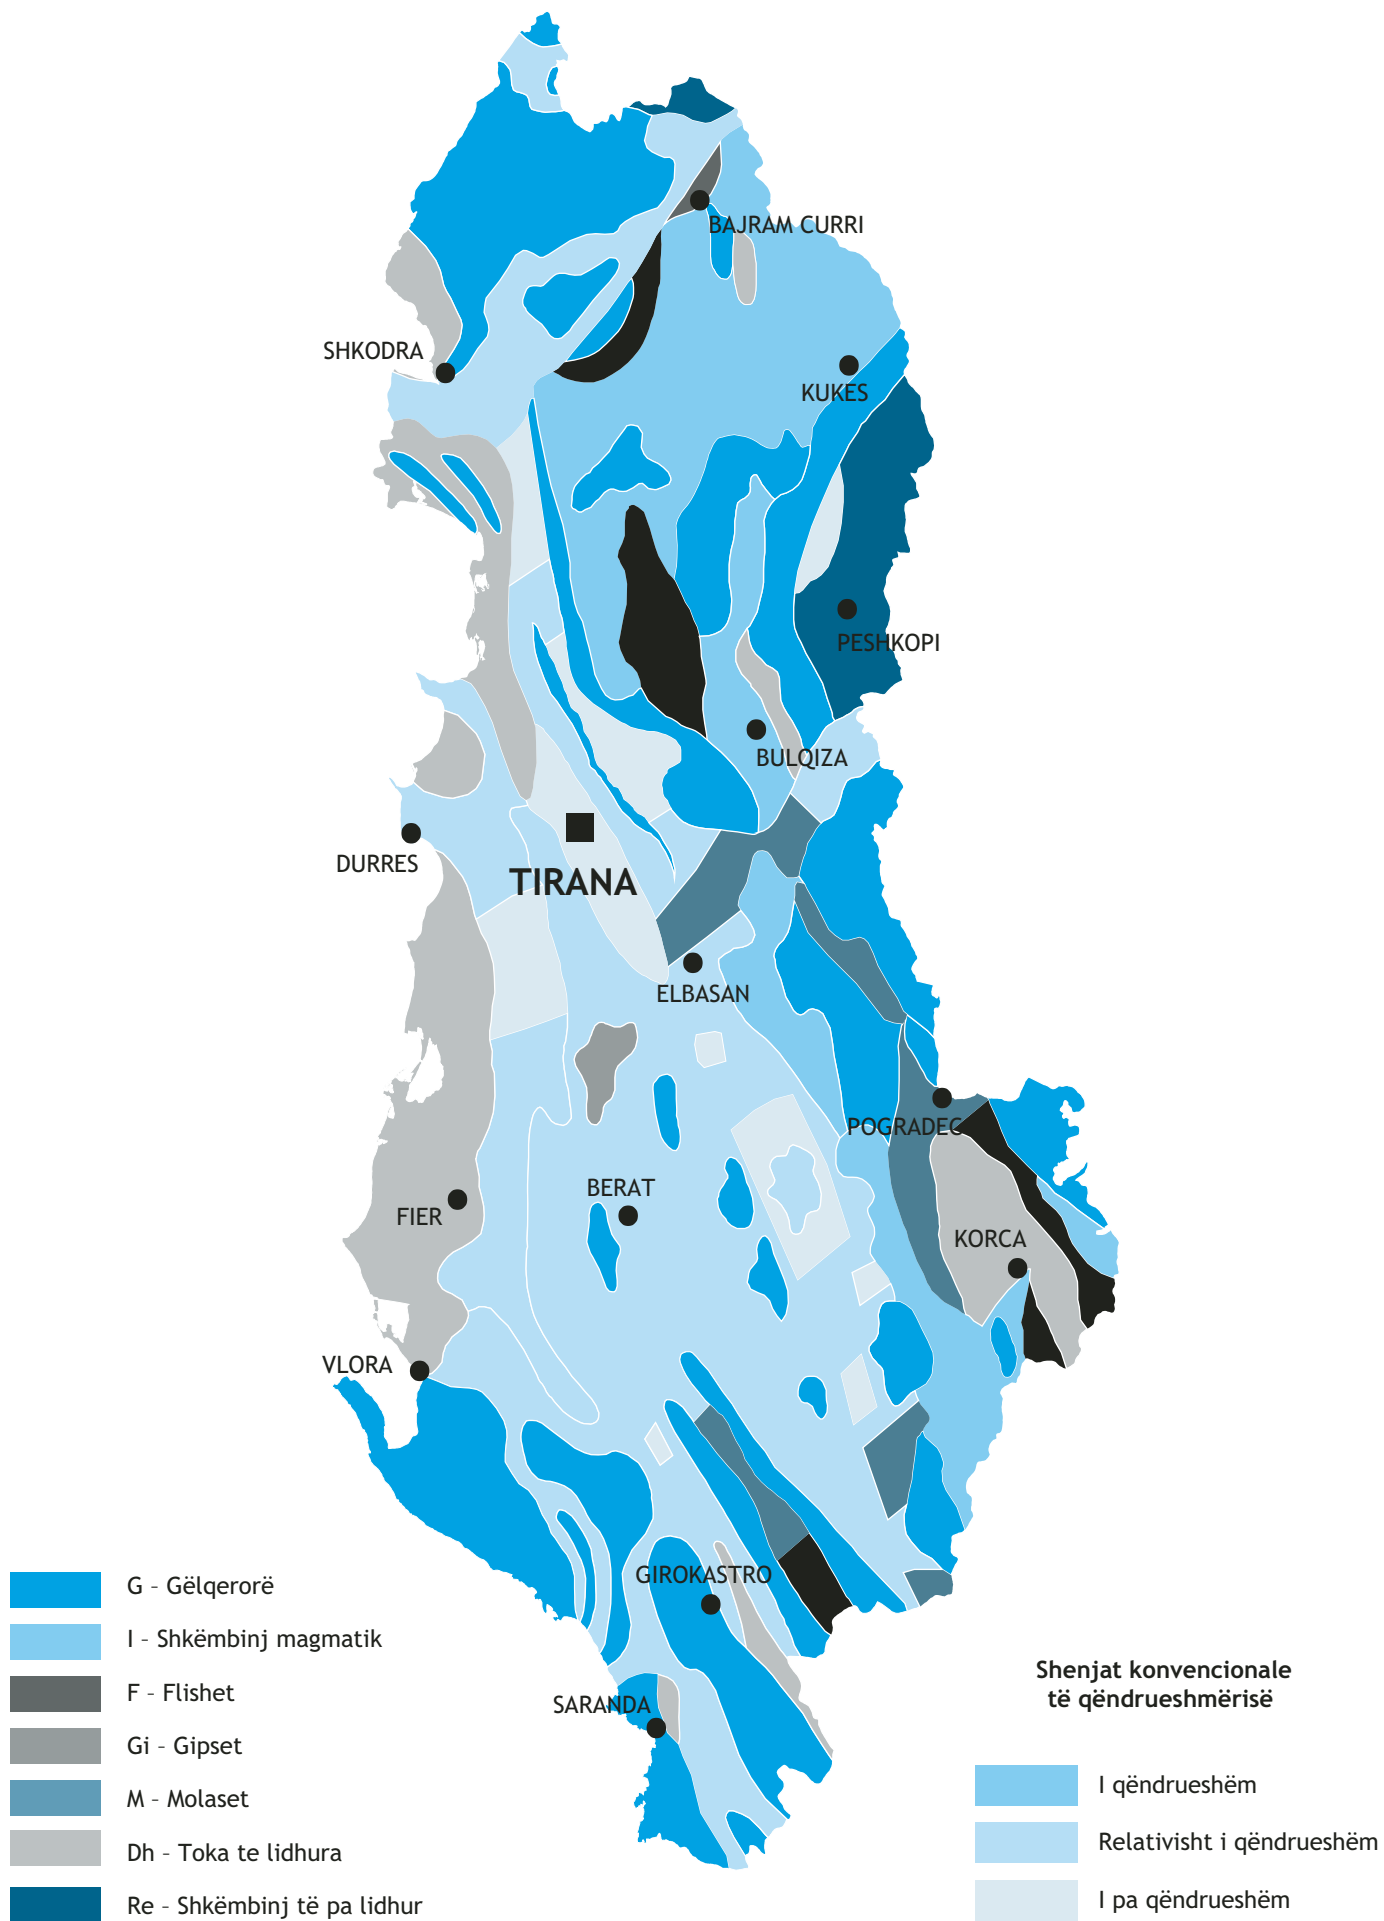 BAJRAM CURRI
SHKODRA
KUKES
PESHKOPI
BULQIZA
DURRES
TIRANA
ELBASAN
POGRADEC
BERAT
FIER
KORCA
VLORA
GIROKASTRO
SARANDA
G – Gëlqerorë
I – Shkëmbinj magmatik
F – Flishet
Gi – Gipset
M – Molaset
Dh – Toka te lidhura
Re – Shkëmbinj të pa lidhur
Shenjat konvencionale
të qëndrueshmërisë
I qëndrueshëm
Relativisht i qëndrueshëm
I pa qëndrueshëm